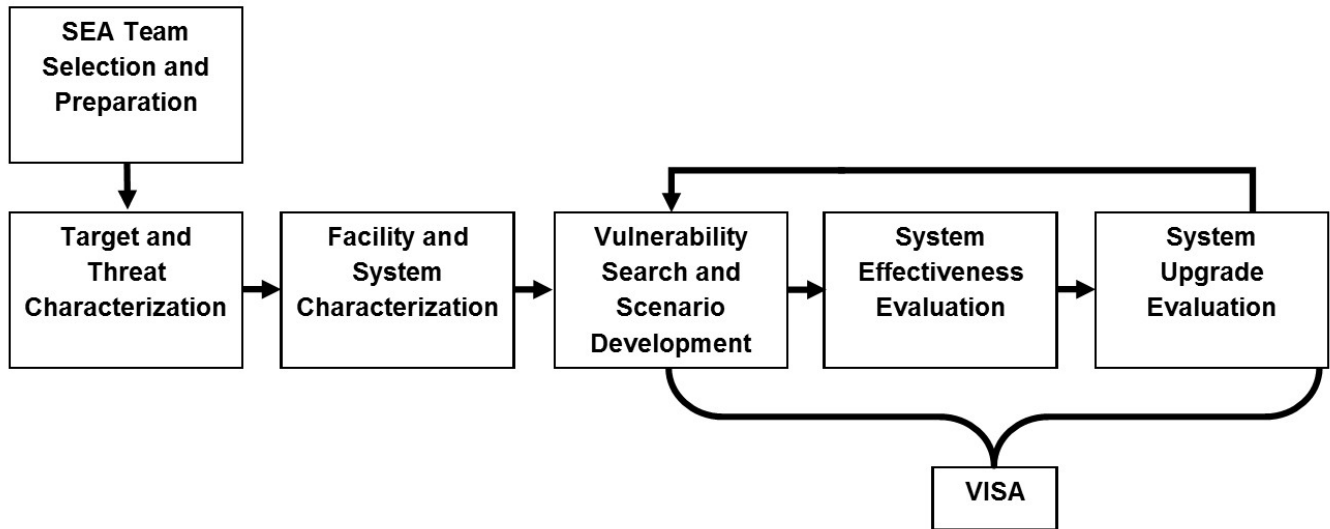 SEA Team
Selection and
Preparation
Target and
Threat
Characterization
Facility and
System
Characterization
Vulnerability
Search and
Scenario
Development
System
Effectiveness
Evaluation
System
Upgrade
Evaluation
VISA